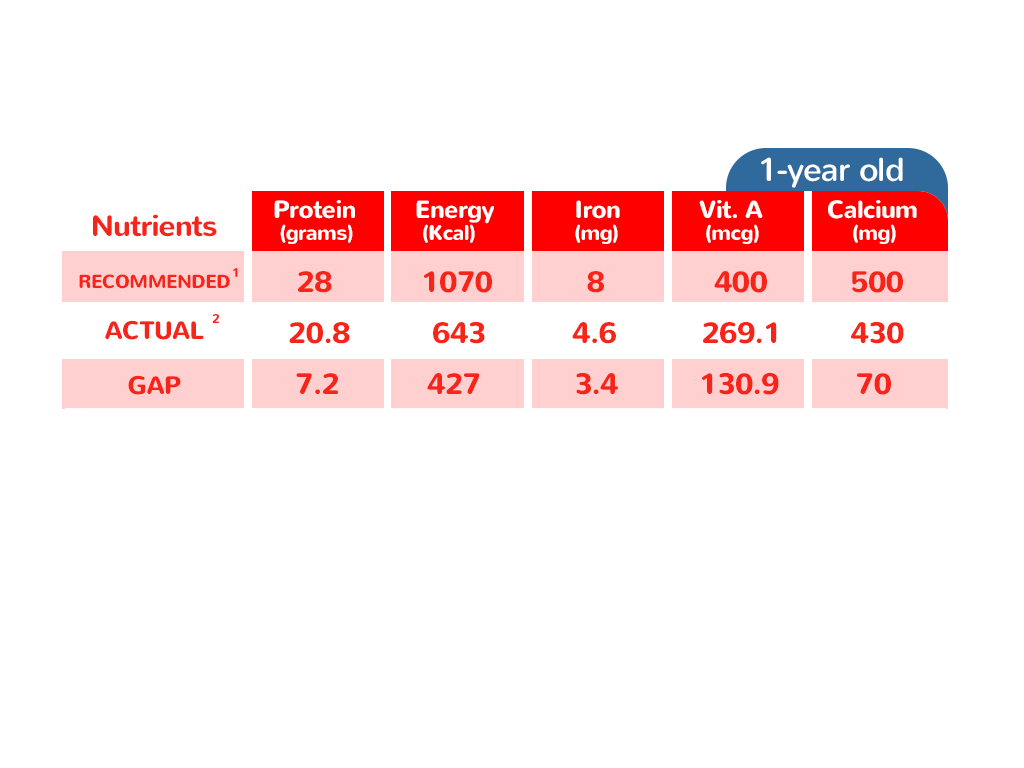 1-year old
Nutrients Protein Energy Iron Vit. A Calcium
(grams) (Kcal) (mg) (mcg) (mg)
RECOMMENDED1 28 1070 8 400 500
ACTUAL 2 20.8 643 4.6 269.1 430
GAP 7.2 427 3.4 130.9 70